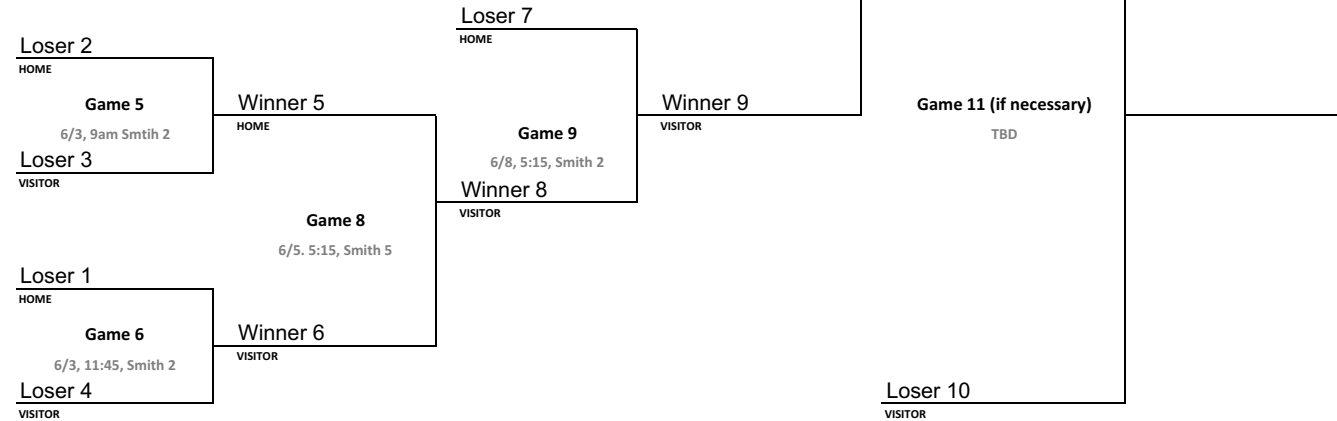 Loser 7
HOME
Loser 2
HOME
Game 5
6/3, 9am Smtih 2
Loser 3
VISITOR
Winner 5
HOME
Game 8
6/5. 5:15, Smith 5
Loser 1
HOME
Game 6
6/3, 11:45, Smith 2
Loser 4
VISITOR
Winner 6
VISITOR
Game 9
6/8, 5:15, Smith 2
Winner 8
VISITOR
Winner 9
VISITOR
Game 11 (if necessary)
TBD
Loser 10
VISITOR